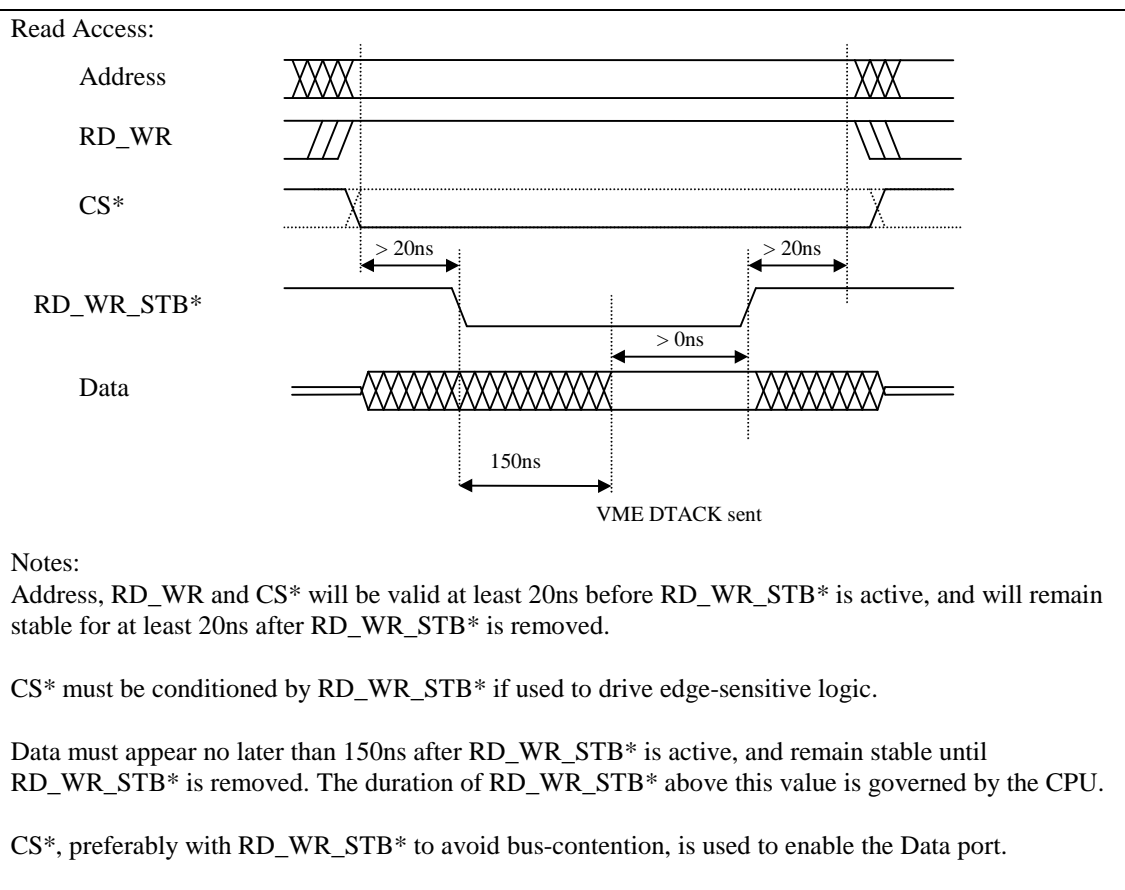 Read Access:
Address
RD_WR
CS*
> 20ns > 20ns
RD_WR_STB*
> 0ns
Data
150ns
VME DTACK sent
Notes:
Address, RD_WR and CS* will be valid at least 20ns before RD_WR_STB* is active, and will remain
stable for at least 20ns after RD_WR_STB* is removed.
CS* must be conditioned by RD_WR_STB* if used to drive edge-sensitive logic.
Data must appear no later than 150ns after RD_WR_STB* is active, and remain stable until
RD_WR_STB* is removed. The duration of RD_WR_STB* above this value is governed by the CPU.
CS*, preferably with RD_WR_STB* to avoid bus-contention, is used to enable the Data port.